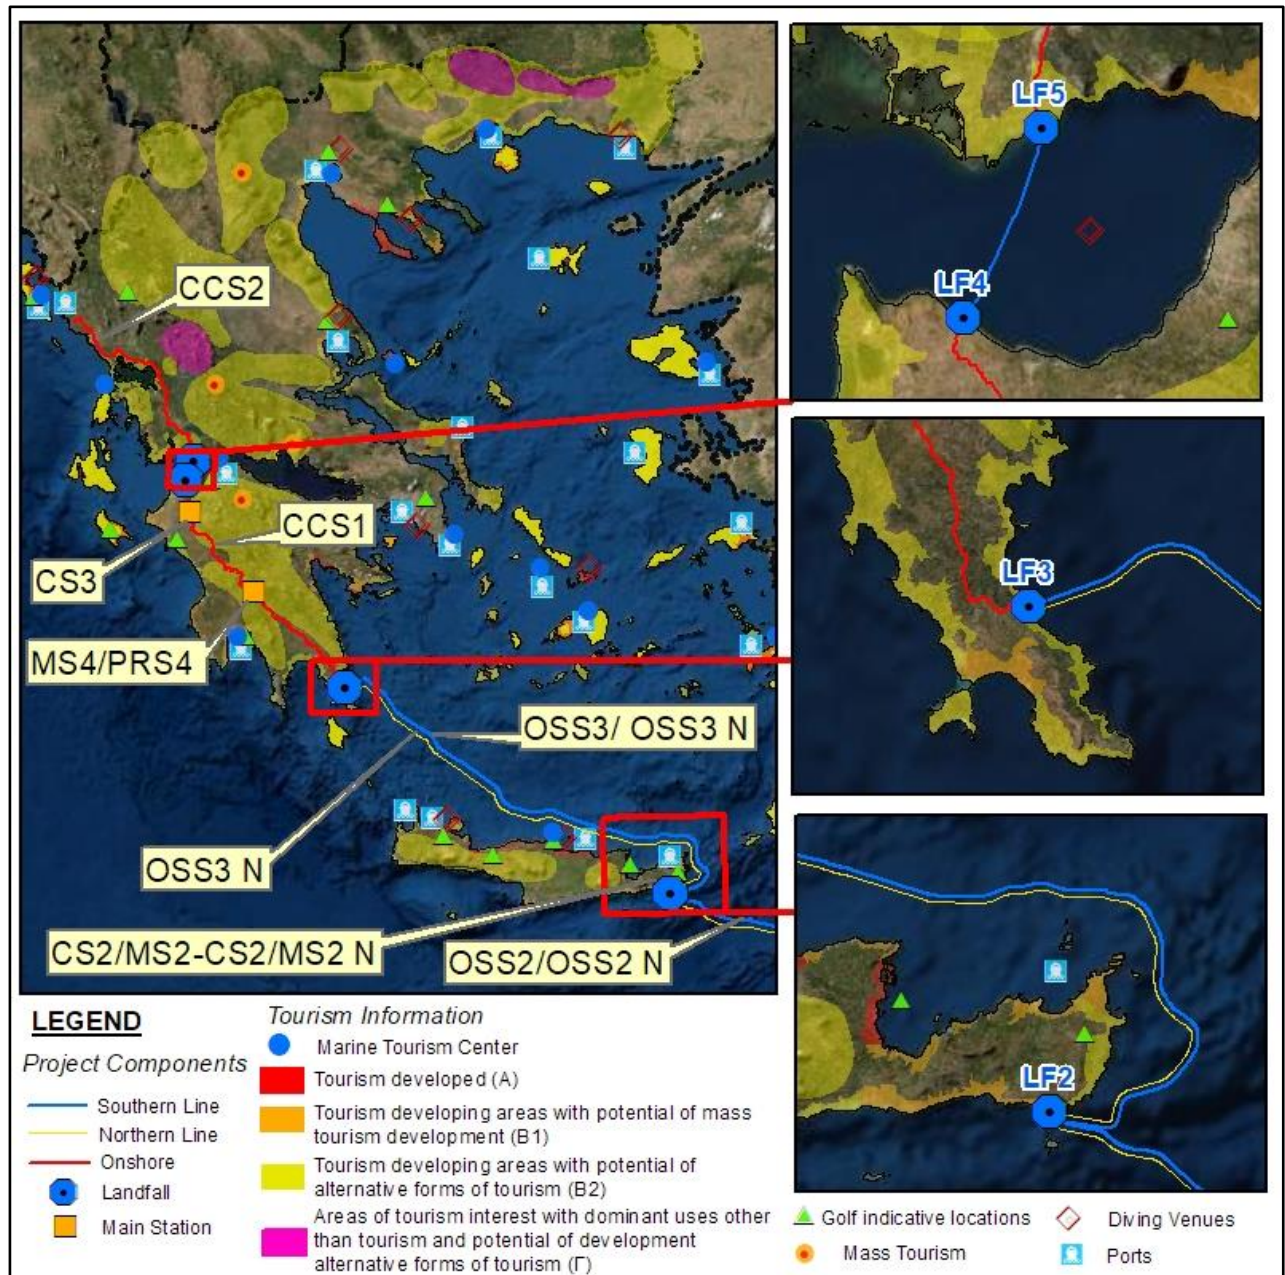 CCS2
CCS1
CS3
MS4/PRS4
OSS3/ OSS3 N
OSS3 N
CS2/MS2-CS2/MS2 N
OSS2/OSS2 N
LF5
LF4
LF3
LF2
LEGEND
Project Components
Southern Line
Northern Line
Onshore
Landfall
Main Station
Tourism Information
Marine Tourism Center
Tourism developed (A)
Tourism developing areas with potential of mass
tourism development (B1)
Tourism developing areas with potential of
alternative forms of tourism (B2)
Areas of tourism interest with dominant uses other
than tourism and potential of development
alternative forms of tourism (Γ)
Golf indicative locations
Mass Tourism
Diving Venues
Ports